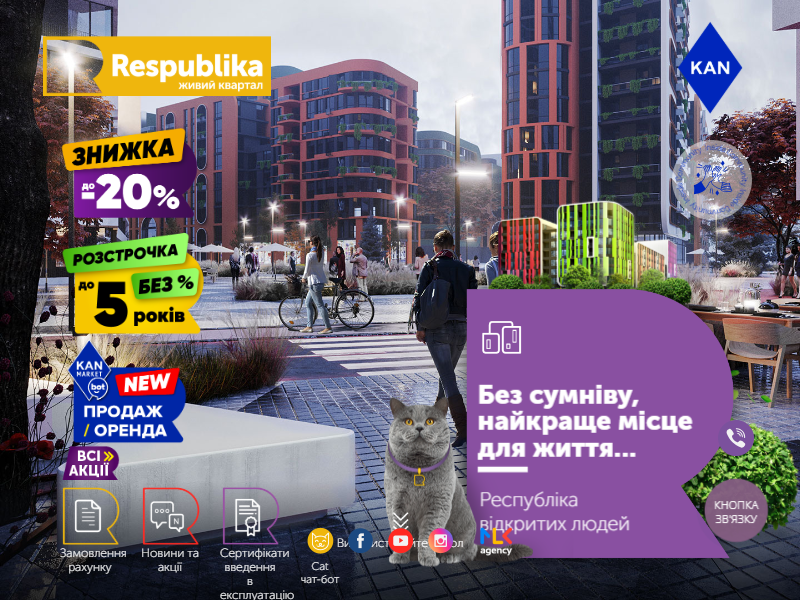 Respublika
живий квартал
KAN
ЗНИЖКА
до
-20%
РОЗСТРОЧКА
до 5 років
БЕЗ %
KAN
MARKET
bot
NEW
ПРОДАЖ
/ ОРЕНДА
ВСІ
АКЦІЇ
Без сумніву,
найкраще місце
для життя...
Республіка
відкритих людей
КНОПКА
ЗВ'ЯЗКУ
Замовлення
рахунку
Новини та
акції
N
Сертифікати
введення
в
експлуатацію
Cat
чат-бот
agency